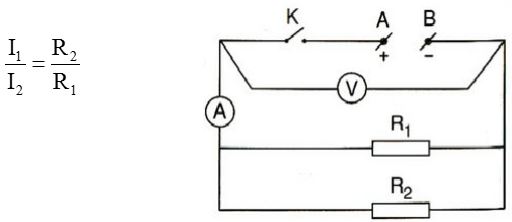 I₁/I₂ = R₂/R₁
K A B
+ −
V
A
R₁
R₂